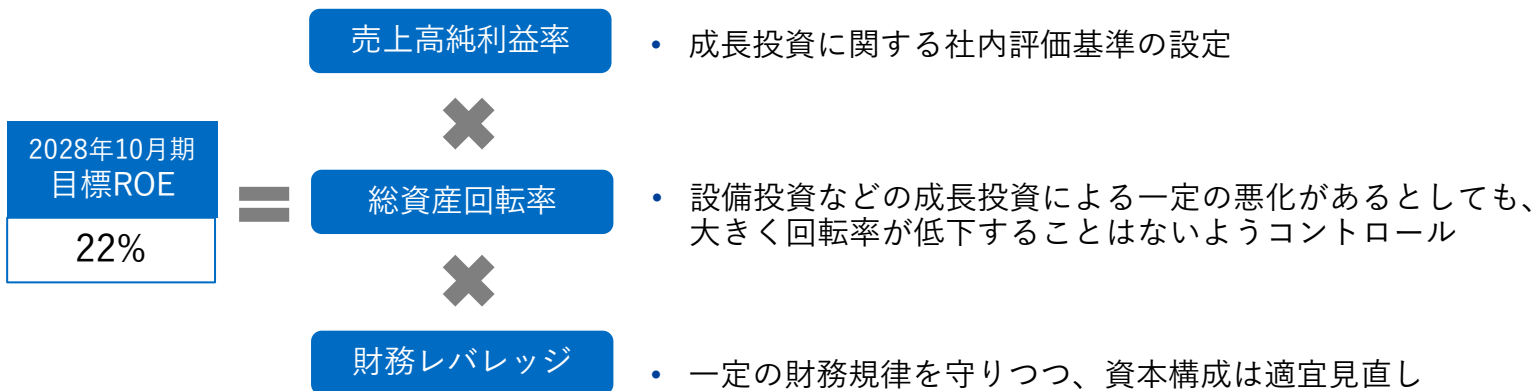 売上高純利益率
• 成長投資に関する社内評価基準の設定
2028年10月期
目標ROE
22%
総資産回転率
• 設備投資などの成長投資による一定の悪化があるとしても、
大きく回転率が低下することはないようコントロール
財務レバレッジ
• 一定の財務規律を守りつつ、資本構成は適宜見直し